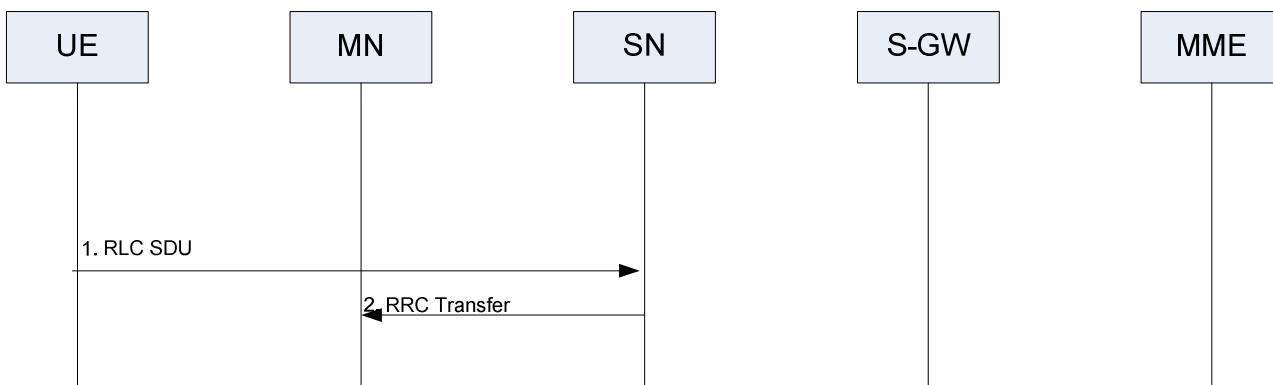 UE
MN
SN
S-GW
MME
1. RLC SDU
2. RRC Transfer